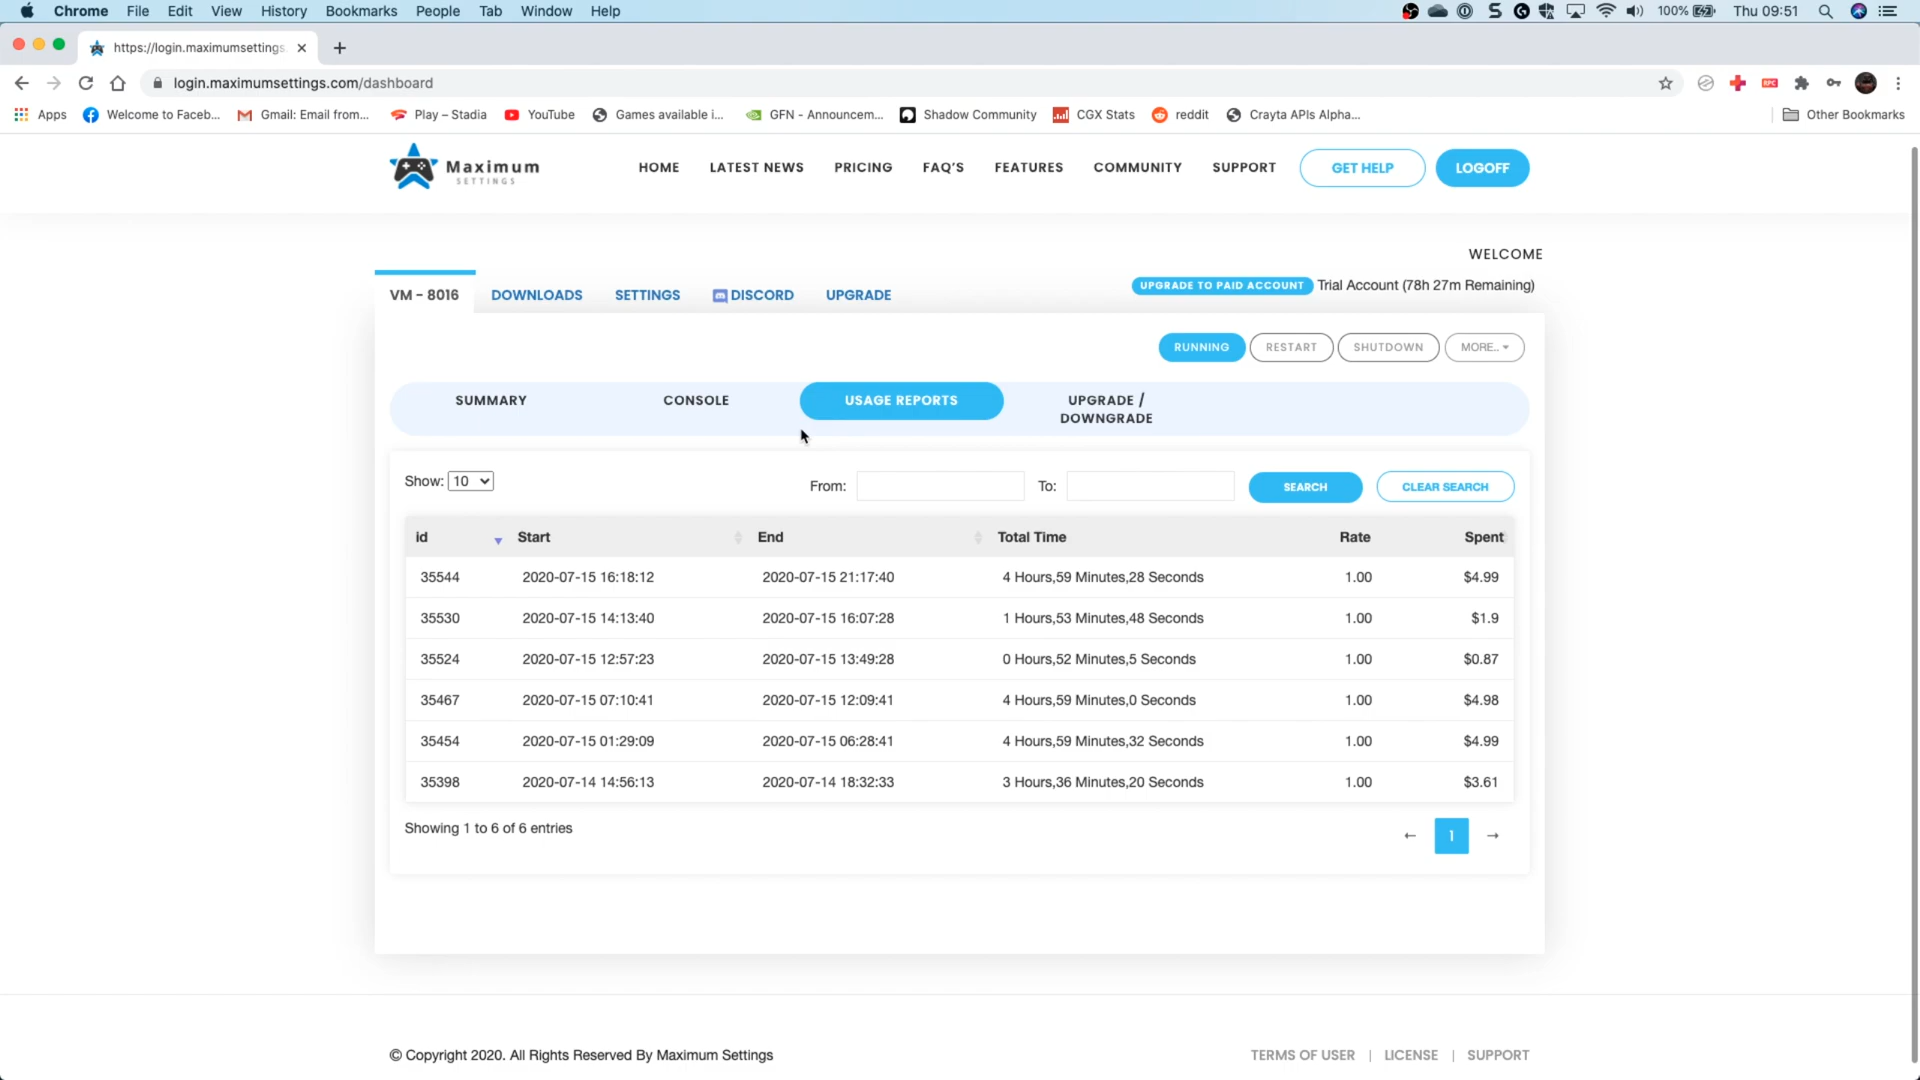 Chrome File Edit View History Bookmarks People Tab Window Help 100% Thu 09:51
https://login.maximumsettings.
login.maximumsettings.com/dashboard
Apps Welcome to Faceb... Gmail: Email from... Play – Stadia YouTube Games available i... GFN - Announcem... Shadow Community CGX Stats reddit Crayta APIs Alpha... Other Bookmarks
Maximum
SETTINGS
HOME LATEST NEWS PRICING FAQ'S FEATURES COMMUNITY SUPPORT GET HELP LOGOFF
WELCOME
UPGRADE TO PAID ACCOUNT Trial Account (78h 27m Remaining)
VM - 8016 DOWNLOADS SETTINGS DISCORD UPGRADE
RUNNING RESTART SHUTDOWN MORE..
SUMMARY CONSOLE USAGE REPORTS UPGRADE /
DOWNGRADE
Show: 10 From: To: SEARCH CLEAR SEARCH
id Start End Total Time Rate Spent
35544 2020-07-15 16:18:12 2020-07-15 21:17:40 4 Hours,59 Minutes,28 Seconds 1.00 $4.99
35530 2020-07-15 14:13:40 2020-07-15 16:07:28 1 Hours,53 Minutes,48 Seconds 1.00 $1.9
35524 2020-07-15 12:57:23 2020-07-15 13:49:28 0 Hours,52 Minutes,5 Seconds 1.00 $0.87
35467 2020-07-15 07:10:41 2020-07-15 12:09:41 4 Hours,59 Minutes,0 Seconds 1.00 $4.98
35454 2020-07-15 01:29:09 2020-07-15 06:28:41 4 Hours,59 Minutes,32 Seconds 1.00 $4.99
35398 2020-07-14 14:56:13 2020-07-14 18:32:33 3 Hours,36 Minutes,20 Seconds 1.00 $3.61
Showing 1 to 6 of 6 entries
← 1 →
© Copyright 2020. All Rights Reserved By Maximum Settings
TERMS OF USER | LICENSE | SUPPORT